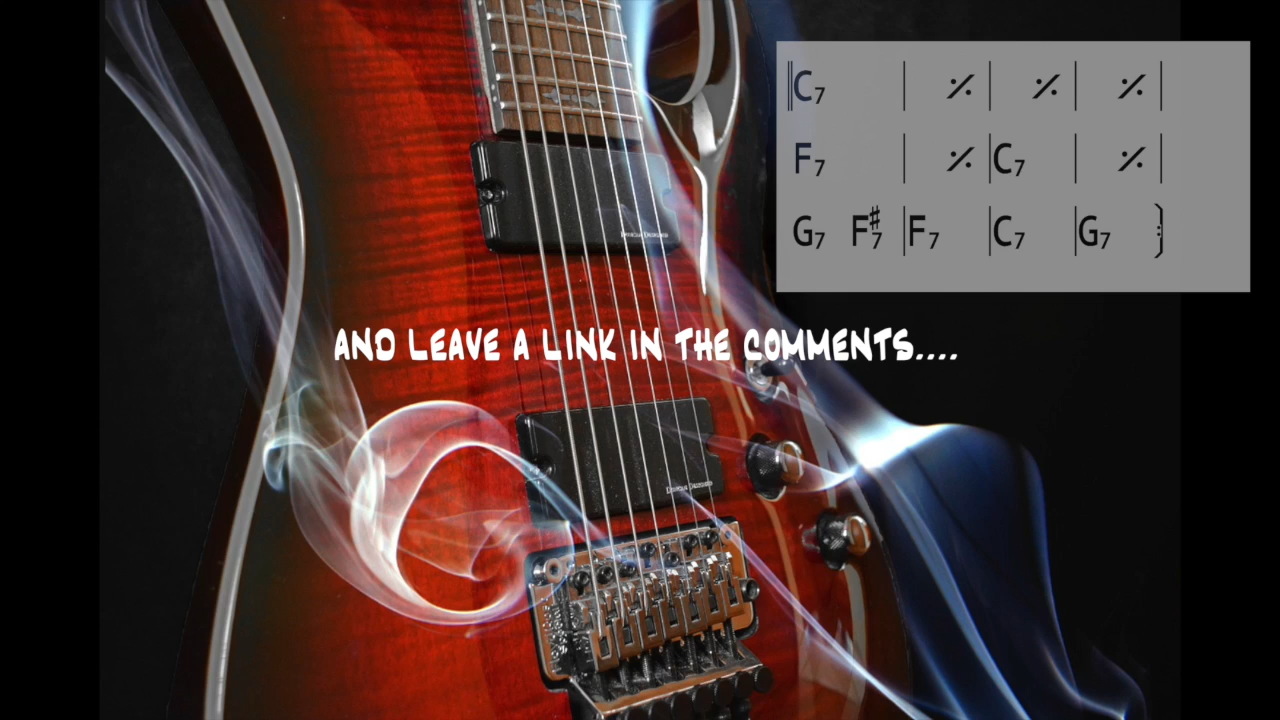 C7 | 𝄎 | 𝄎 | 𝄎 |
F7 | 𝄎 | C7 | 𝄎 |
G7 F#7 | F7 | C7 | G7
AND LEAVE A LINK IN THE COMMENTS....